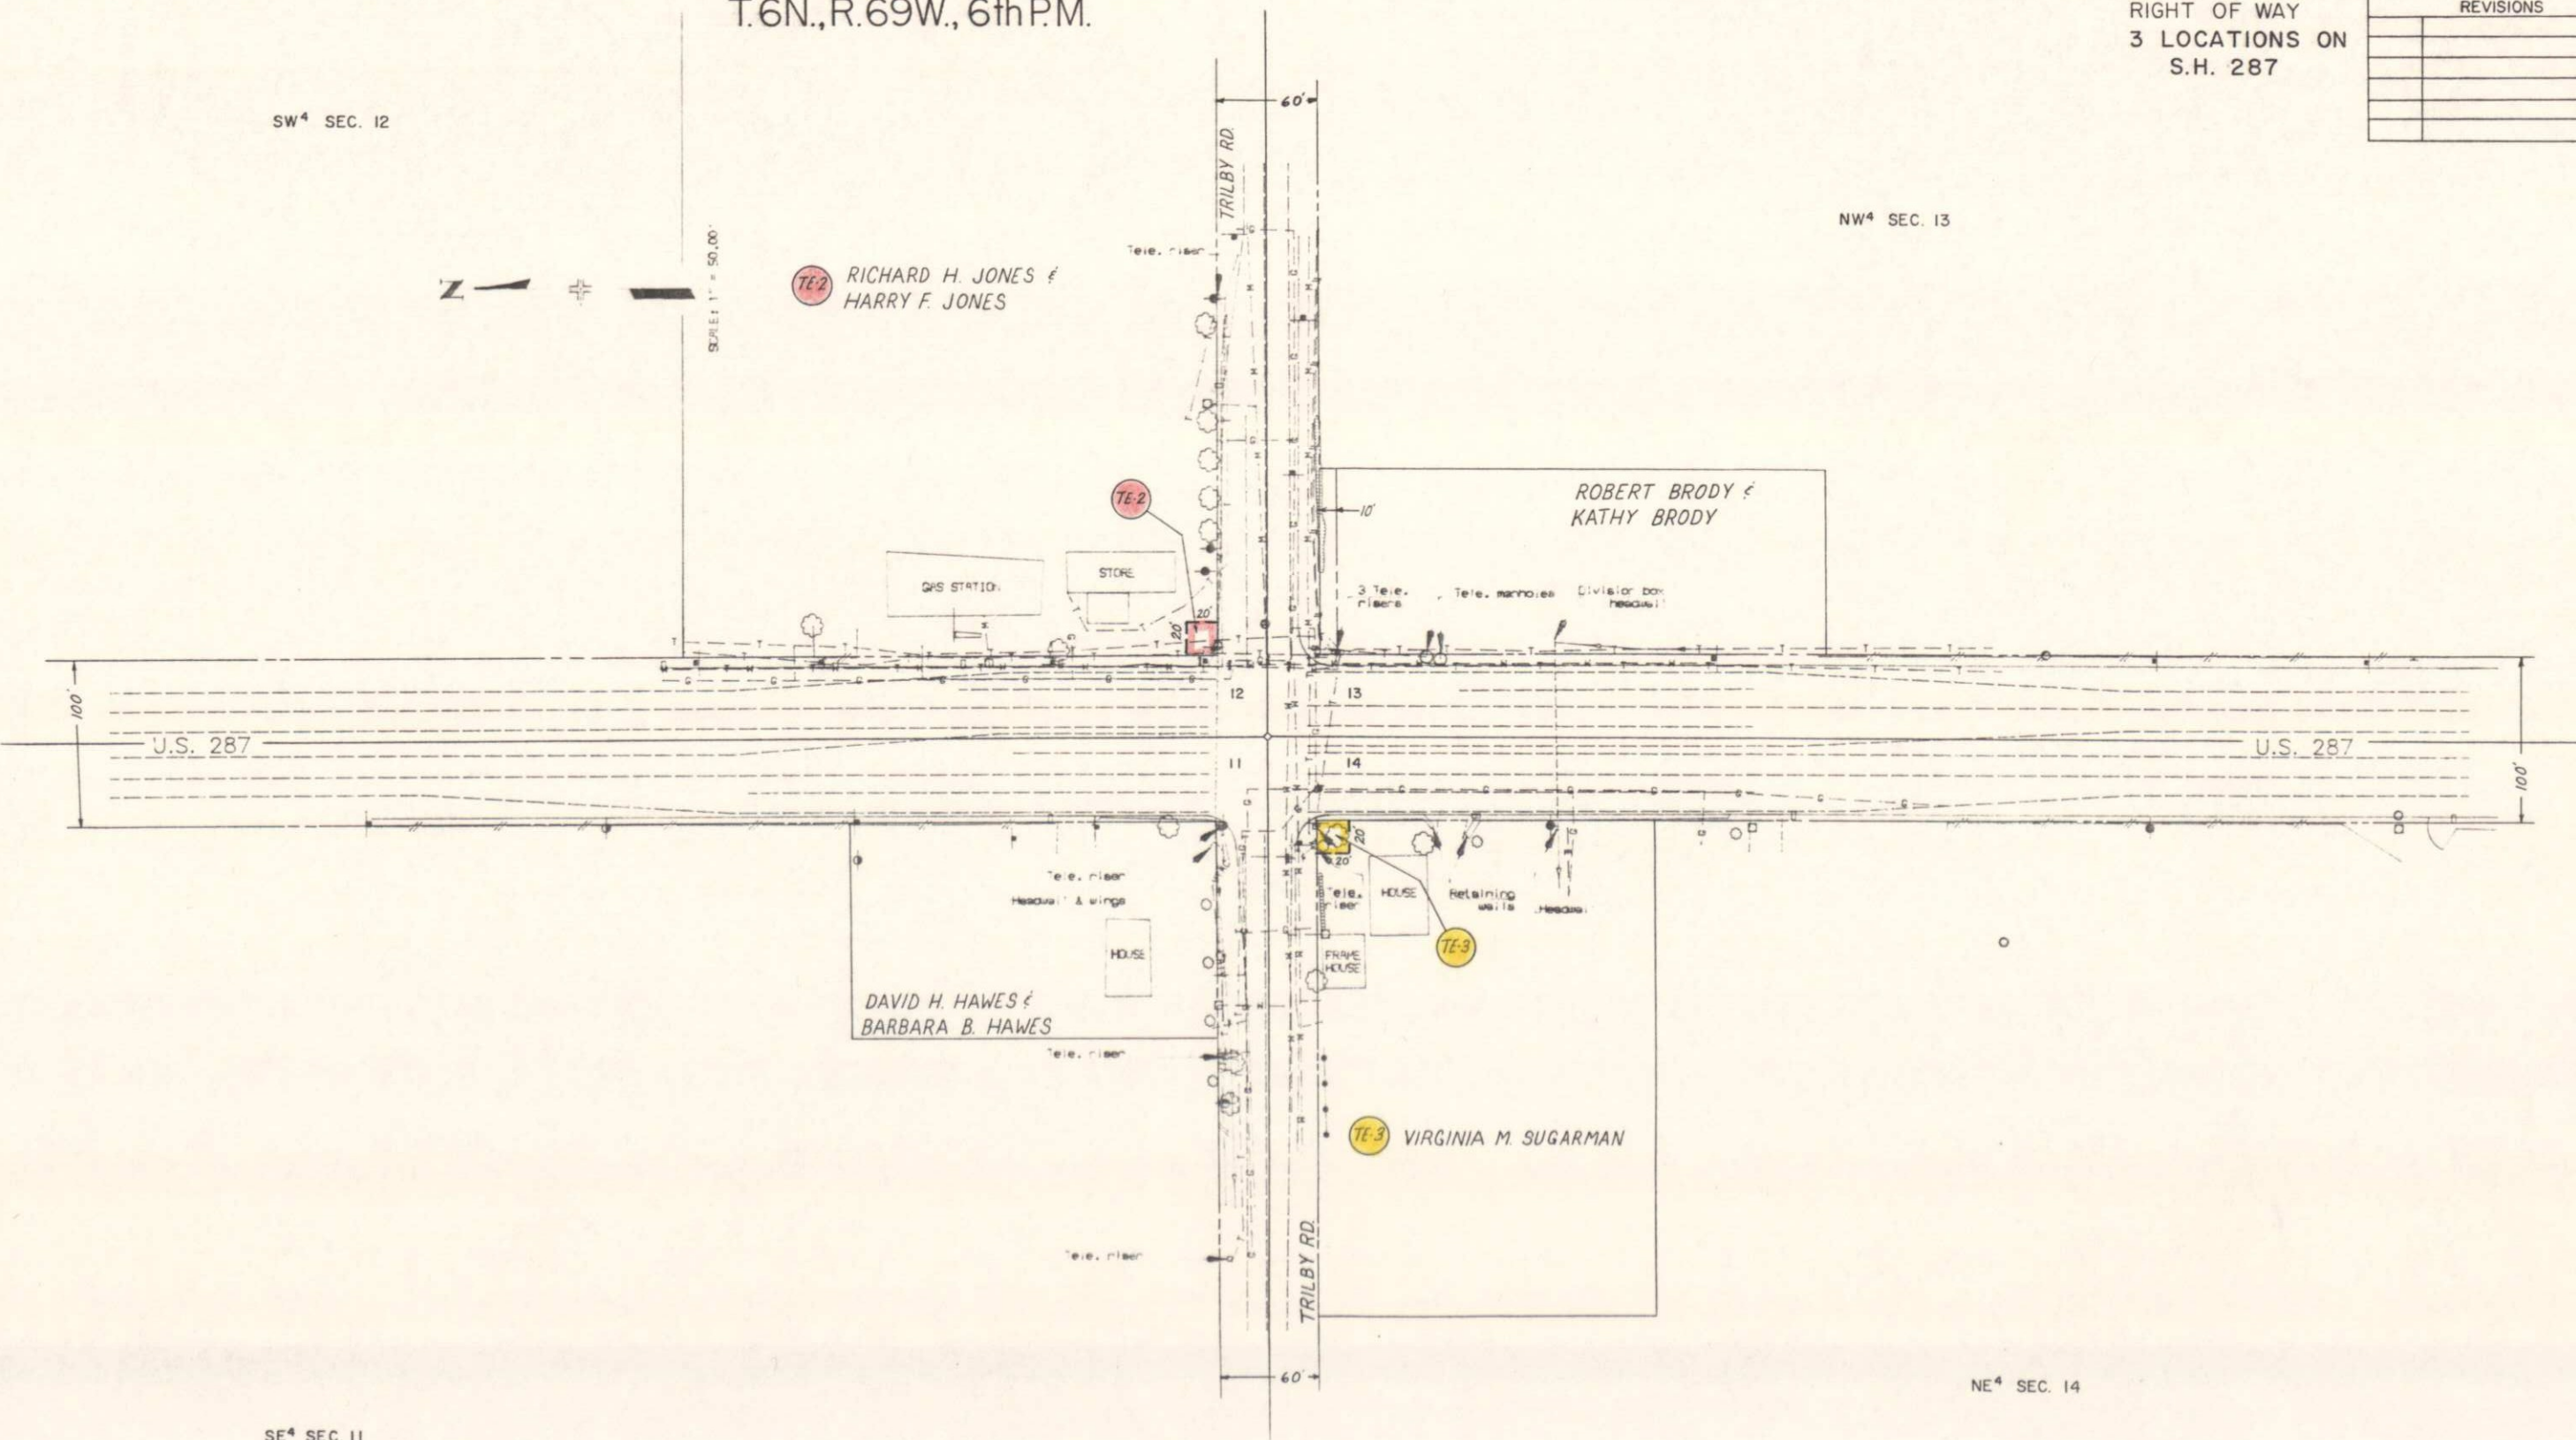 T.6N., R.69W., 6th P.M.
RIGHT OF WAY
3 LOCATIONS ON
S.H. 287
REVISIONS
SW⁴ SEC. 12
60'
TRILBY RD.
NW⁴ SEC. 13
Tele. riser
N
SCALE: 1" = 50.00'
TE-2
RICHARD H. JONES &
HARRY F. JONES
TE-2
ROBERT BRODY &
KATHY BRODY
10'
GAS STATION
STORE
3 Tele.
risers
Tele. manholes
Division box
headwall
20'
20'
12
13
100'
U.S. 287
U.S. 287
11
14
100'
20'
20'
Tele. riser
Headwall & wings
HOUSE
Tele.
riser
HOUSE
Retaining
walls
Headwall
TE-3
FRAME
HOUSE
DAVID H. HAWES &
BARBARA B. HAWES
Tele. riser
TE-3
VIRGINIA M. SUGARMAN
Tele. riser
TRILBY RD.
60'
NE⁴ SEC. 14
SE⁴ SEC. 11